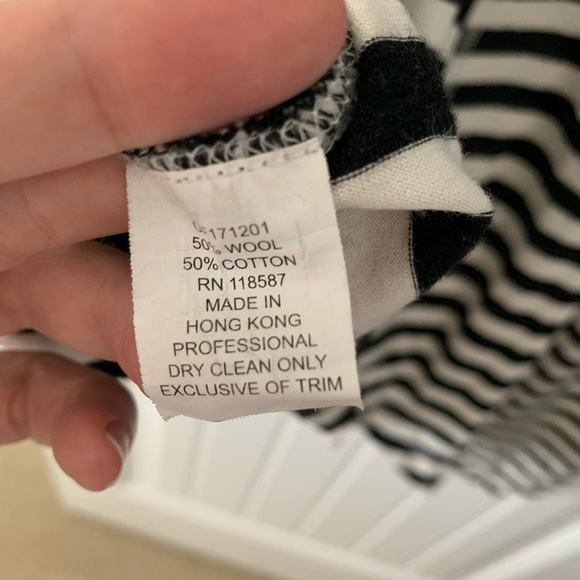 171201
50% WOOL
50% COTTON
RN 118587
MADE IN
HONG KONG
PROFESSIONAL
DRY CLEAN ONLY
EXCLUSIVE OF TRIM